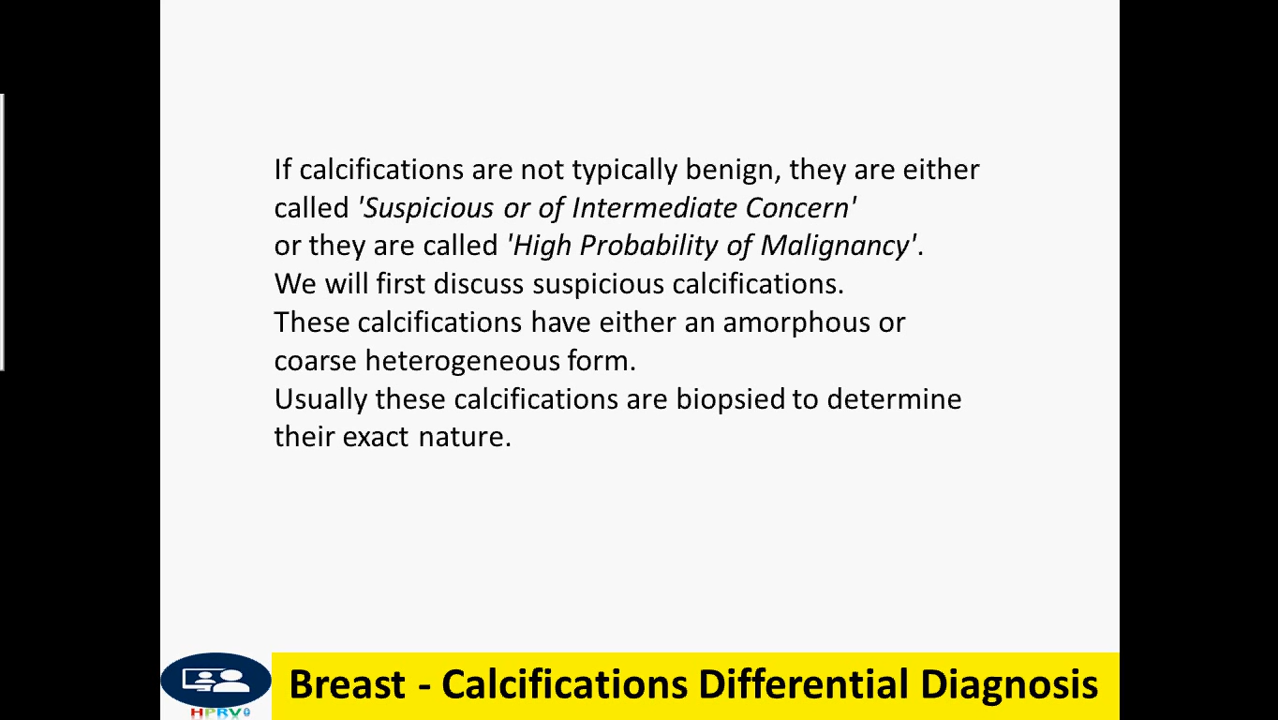 If calcifications are not typically benign, they are either
called 'Suspicious or of Intermediate Concern'
or they are called 'High Probability of Malignancy'.
We will first discuss suspicious calcifications.
These calcifications have either an amorphous or
coarse heterogeneous form.
Usually these calcifications are biopsied to determine
their exact nature.
Breast - Calcifications Differential Diagnosis
HPRV